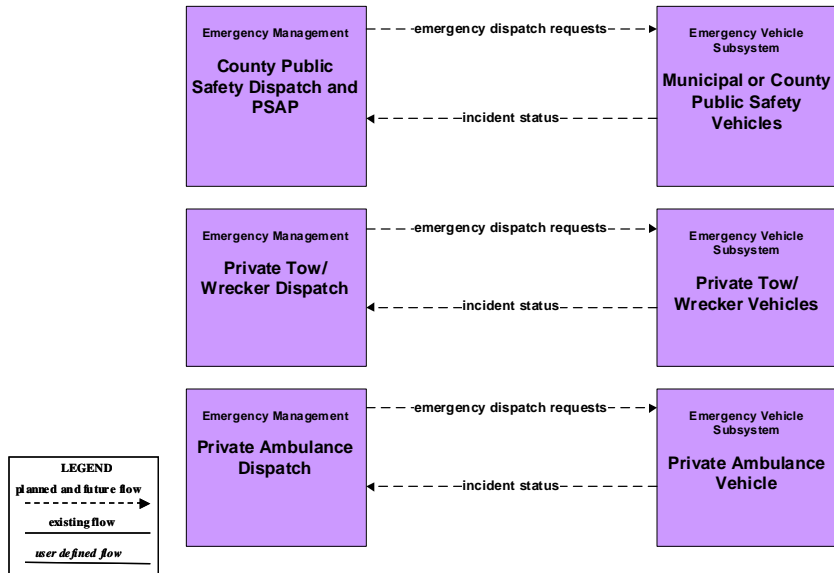 Emergency Management
County Public
Safety Dispatch and
PSAP
emergency dispatch requests
incident status
Emergency Vehicle
Subsystem
Municipal or County
Public Safety
Vehicles
Emergency Management
Private Tow/
Wrecker Dispatch
emergency dispatch requests
incident status
Emergency Vehicle
Subsystem
Private Tow/
Wrecker Vehicles
Emergency Management
Private Ambulance
Dispatch
emergency dispatch requests
incident status
Emergency Vehicle
Subsystem
Private Ambulance
Vehicle
LEGEND
planned and future flow
existing flow
user defined flow